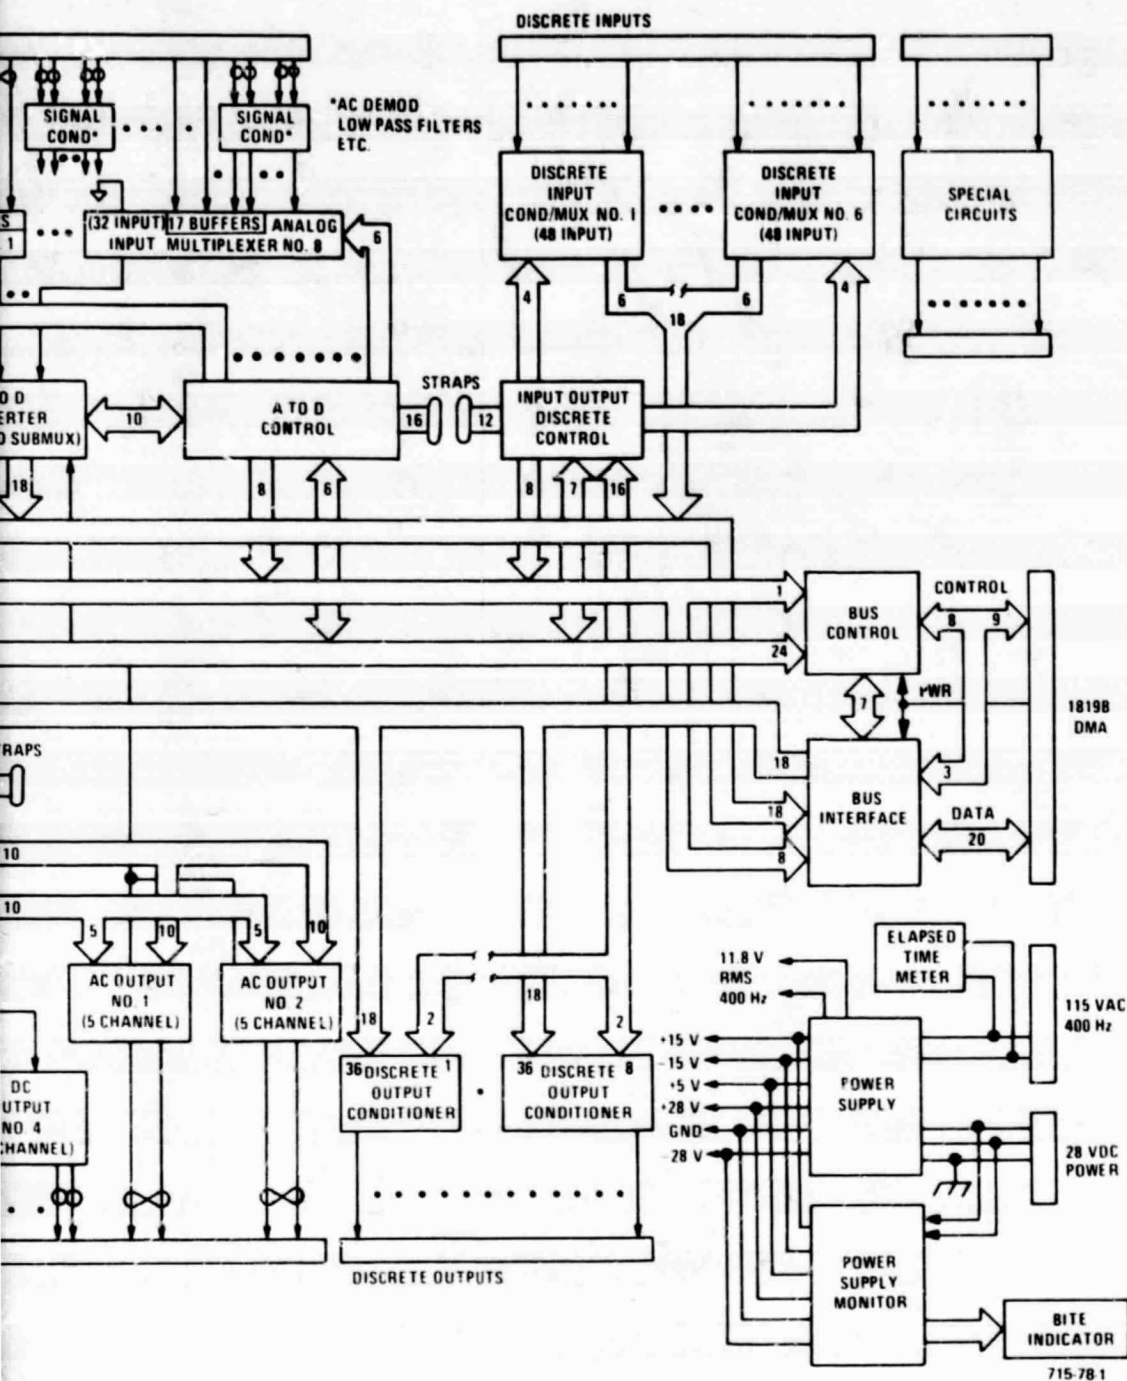 DISCRETE INPUTS
SIGNAL
COND*
SIGNAL
COND*
*AC DEMOD
LOW PASS FILTERS
ETC.
DISCRETE
INPUT
COND/MUX NO. 1
(48 INPUT)
DISCRETE
INPUT
COND/MUX NO. 6
(48 INPUT)
SPECIAL
CIRCUITS
S
1
(32 INPUT) 17 BUFFERS ANALOG
INPUT MULTIPLEXER NO. 8
6
4
6
6
18
4
O D
ERTER
D SUBMUX)
10
A TO D
CONTROL
STRAPS
16
12
INPUT OUTPUT
DISCRETE
CONTROL
18
8
6
8
7
16
1
24
BUS
CONTROL
CONTROL
8
9
7
PWR
1819B
DMA
TRAPS
18
3
BUS
INTERFACE
18
8
DATA
20
10
10
5
10
5
10
AC OUTPUT
NO. 1
(5 CHANNEL)
AC OUTPUT
NO. 2
(5 CHANNEL)
ELAPSED
TIME
METER
11.8 V
RMS
400 Hz
115 VAC
400 Hz
18
2
18
2
DC
UTPUT
NO. 4
CHANNEL)
36 DISCRETE 1
OUTPUT
CONDITIONER
36 DISCRETE 8
OUTPUT
CONDITIONER
+15 V
-15 V
+5 V
+28 V
GND
28 V
POWER
SUPPLY
28 VDC
POWER
DISCRETE OUTPUTS
POWER
SUPPLY
MONITOR
BITE
INDICATOR
715-78-1